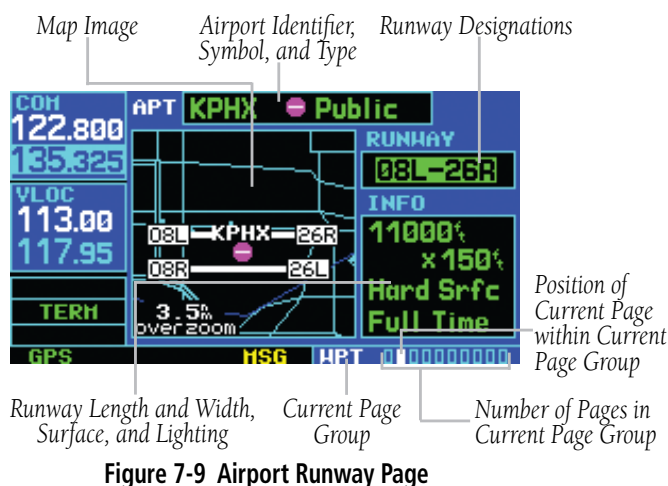 Map Image
Airport Identifier,
Symbol, and Type
Runway Designations
COM
122.800
135.325
VLOC
113.00
117.95
TERM
GPS
APT KPHX Public
08L KPHX 26R
08R 26L
3.5
overzoom
MSG
RUNWAY
08L-26R
INFO
11000ft
x150ft
Hard Srfc
Full Time
WPT
Position of
Current Page
within Current
Page Group
Runway Length and Width,
Surface, and Lighting
Current Page
Group
Number of Pages in
Current Page Group
Figure 7-9 Airport Runway Page